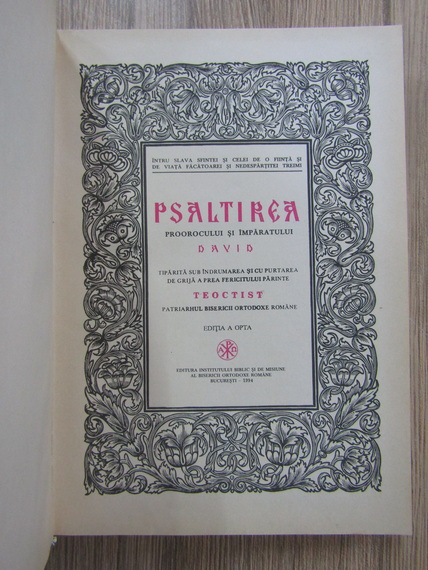 ÎNTRU SLAVA SFINTEI ȘI CELEI DE O FIINȚĂ ȘI
DE VIAȚĂ FĂCĂTOAREI ȘI NEDESPĂRȚITEI TREIMI
PSALTIREA
PROOROCULUI ȘI ÎMPĂRATULUI
DAVID
TIPĂRITĂ SUB ÎNDRUMAREA ȘI CU PURTAREA
DE GRIJĂ A PREA FERICITULUI PĂRINTE
TEOCTIST
PATRIARHUL BISERICII ORTODOXE ROMÂNE
EDIȚIA A OPTA
EDITURA INSTITUTULUI BIBLIC ȘI DE MISIUNE
AL BISERICII ORTODOXE ROMÂNE
BUCUREȘTI – 1994